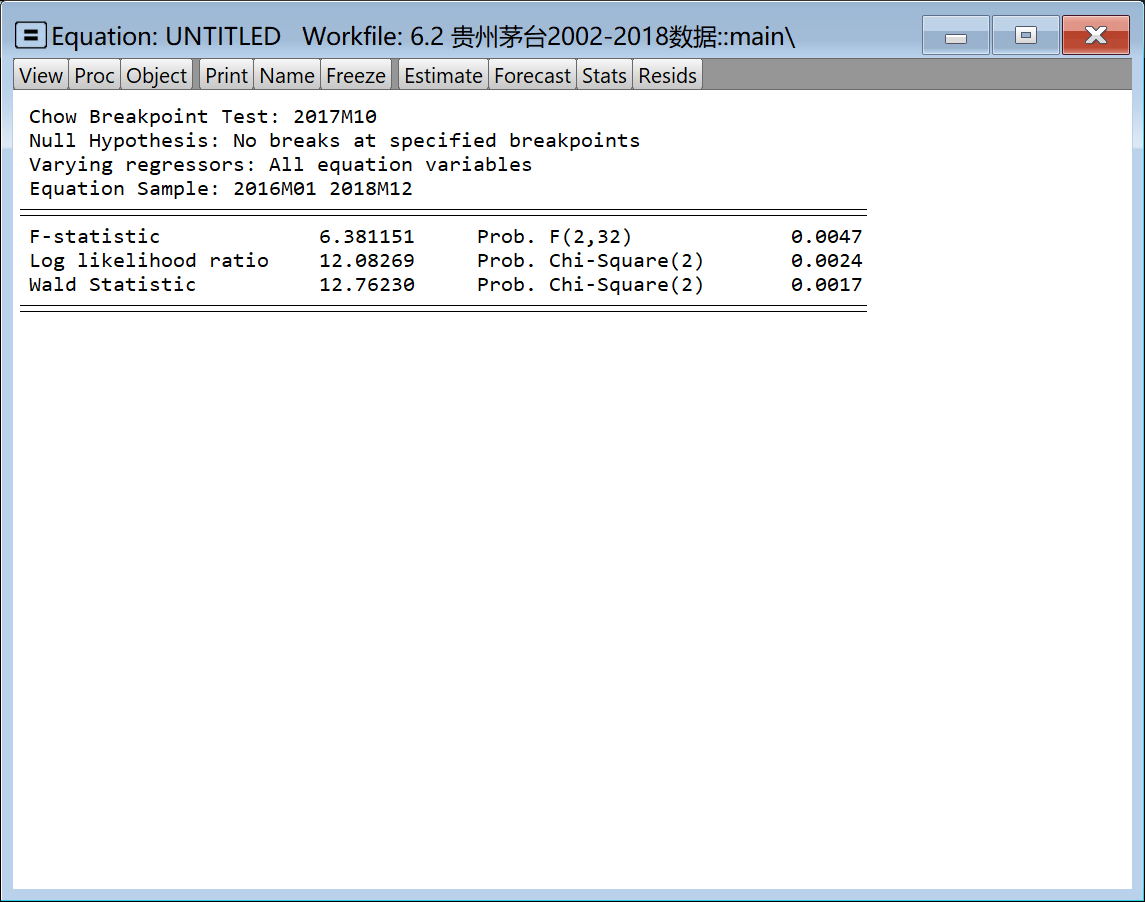 Equation: UNTITLED Workfile: 6.2 贵州茅台2002-2018数据::main\
View Proc Object Print Name Freeze Estimate Forecast Stats Resids
Chow Breakpoint Test: 2017M10
Null Hypothesis: No breaks at specified breakpoints
Varying regressors: All equation variables
Equation Sample: 2016M01 2018M12
F-statistic 6.381151 Prob. F(2,32) 0.0047
Log likelihood ratio 12.08269 Prob. Chi-Square(2) 0.0024
Wald Statistic 12.76230 Prob. Chi-Square(2) 0.0017